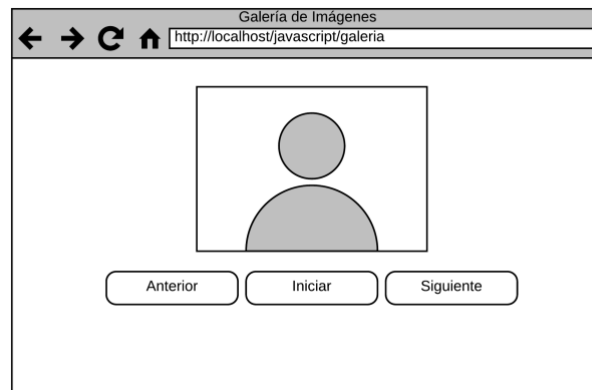 Galería de Imágenes
http://localhost/javascript/galeria
Anterior
Iniciar
Siguiente